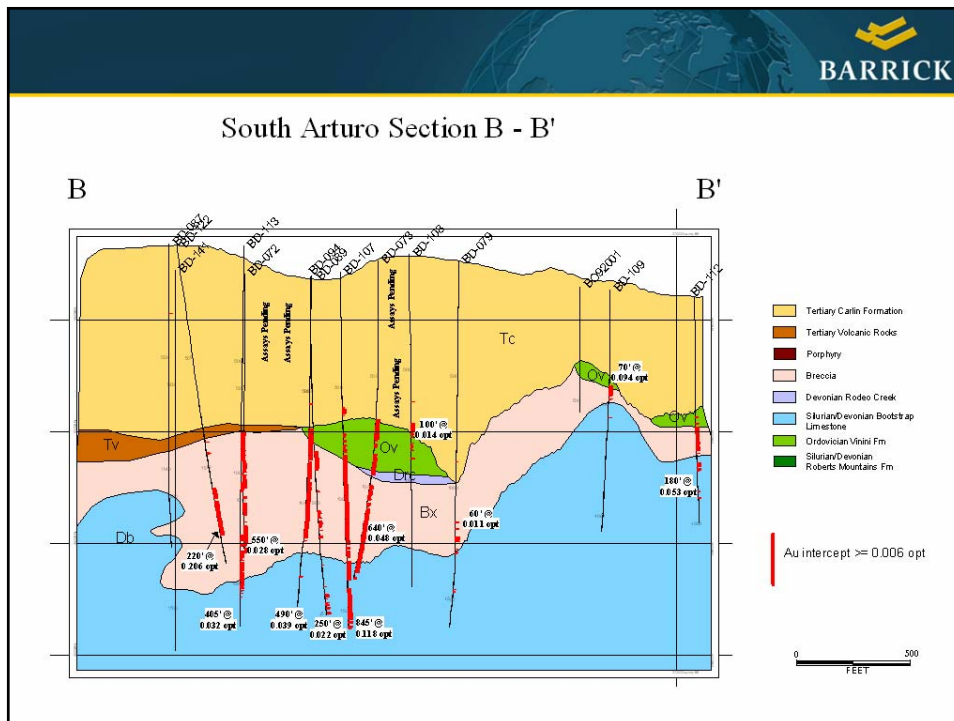 BARRICK
South Arturo Section B - B'
B
B'
BD-087
BD-122
BD-141
BD-113
BD-072
BD-094
BD-089
BD-107
BD-073
BD-108
BD-079
BO92001
BD-109
BD-112
Assays Pending
Assays Pending
Assays Pending
Assays Pending
Tc
Tv
Ov
Ov
Ov
Drc
Bx
Db
70' @
0.094 opt
100' @
0.014 opt
180' @
0.053 opt
60' @
0.011 opt
640' @
0.048 opt
550' @
0.028 opt
220' @
0.206 opt
405' @
0.032 opt
490' @
0.039 opt
250' @
0.022 opt
845' @
0.118 opt
Tertiary Carlin Formation
Tertiary Volcanic Rocks
Porphyry
Breccia
Devonian Rodeo Creek
Silurian/Devonian Bootstrap
Limestone
Ordovician Vinini Fm
Silurian/Devonian
Roberts Mountains Fm
Au intercept >= 0.006 opt
0
500
FEET